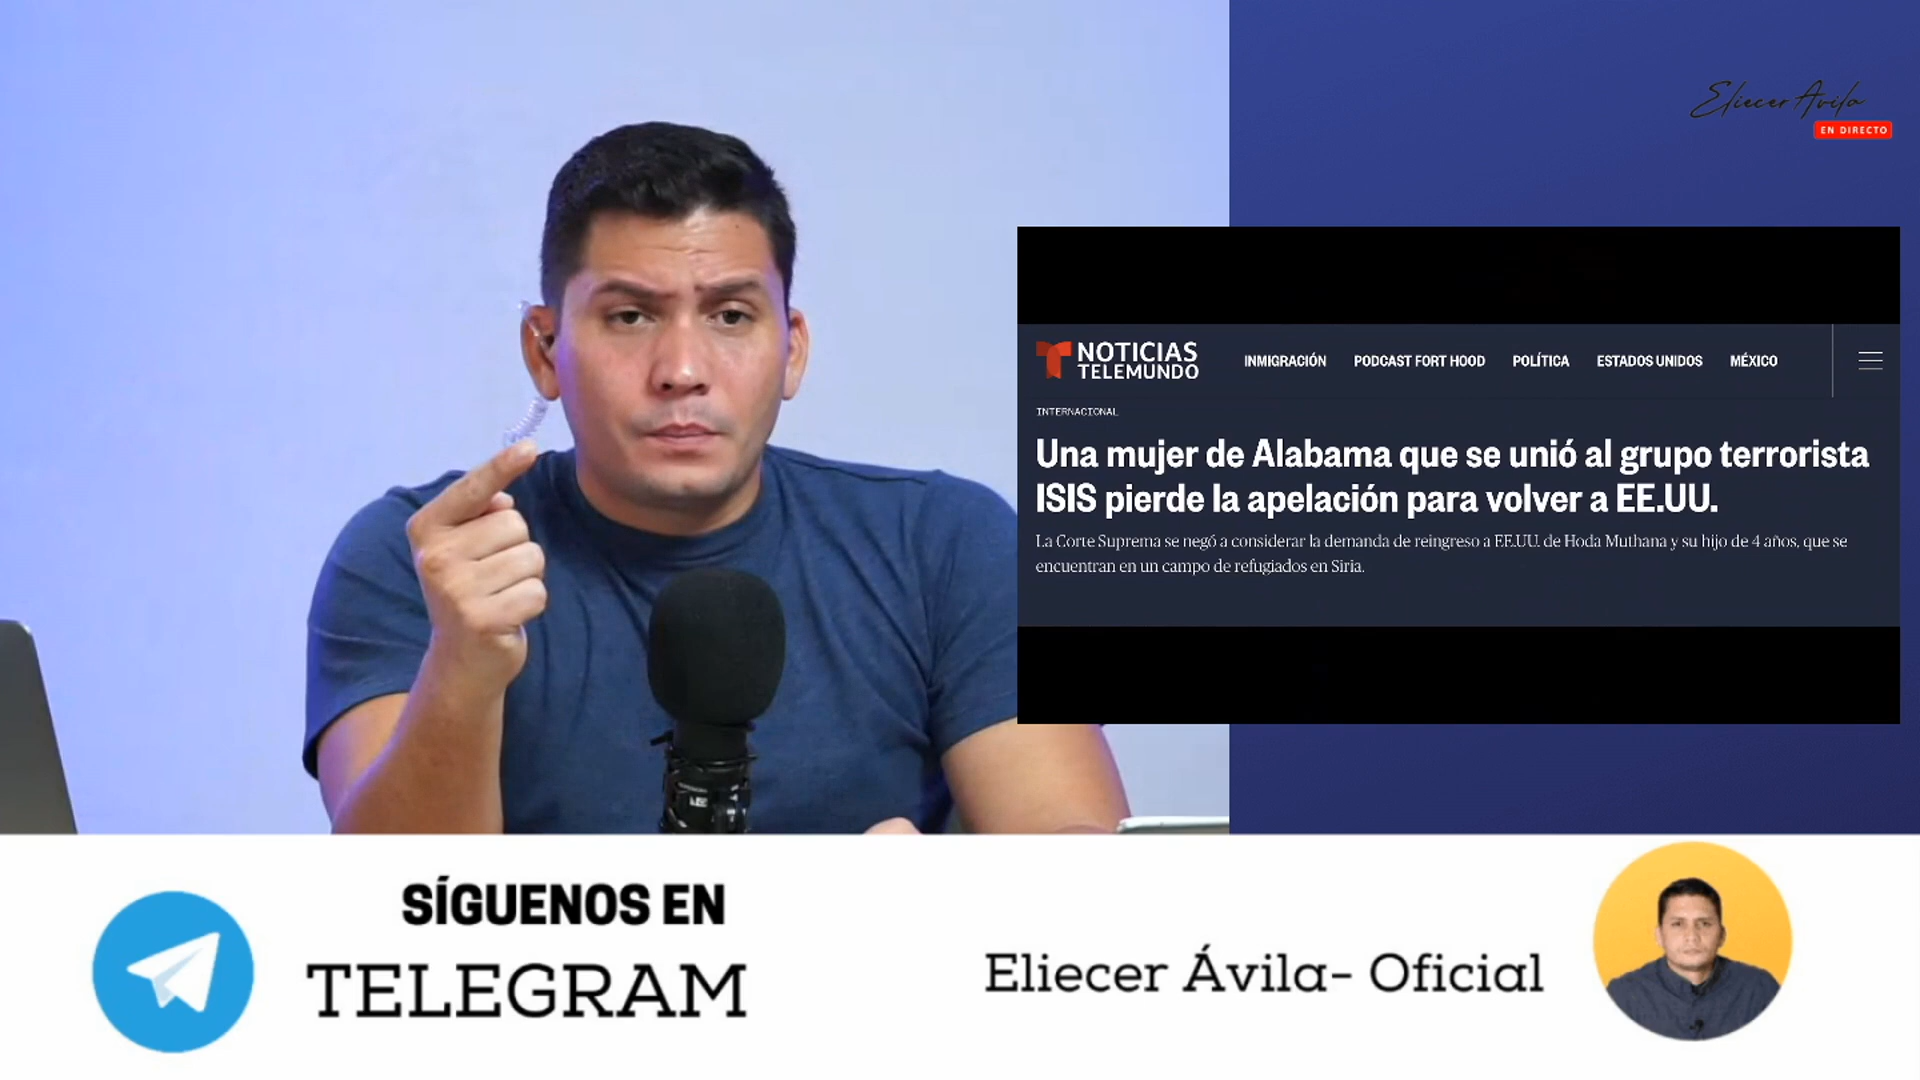 Eliecer Avila
EN DIRECTO
NOTICIAS
TELEMUNDO
INMIGRACIÓN PODCAST FORT HOOD POLÍTICA ESTADOS UNIDOS MÉXICO
INTERNACIONAL
Una mujer de Alabama que se unió al grupo terrorista
ISIS pierde la apelación para volver a EE.UU.
La Corte Suprema se negó a considerar la demanda de reingreso a EE.UU. de Hoda Muthana y su hijo de 4 años, que se
encuentran en un campo de refugiados en Siria.
SÍGUENOS EN
TELEGRAM
Eliecer Ávila- Oficial